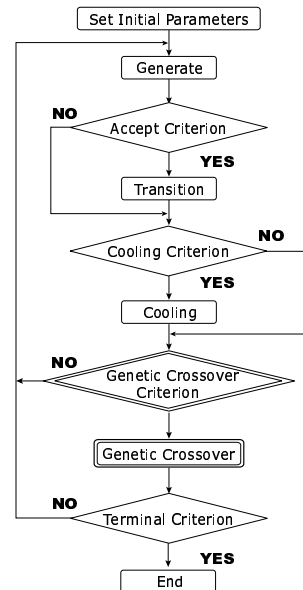 Set Initial Parameters
Generate
NO
Accept Criterion
YES
Transition
NO
Cooling Criterion
YES
Cooling
NO
Genetic Crossover
Criterion
Genetic Crossover
NO
Terminal Criterion
YES
End